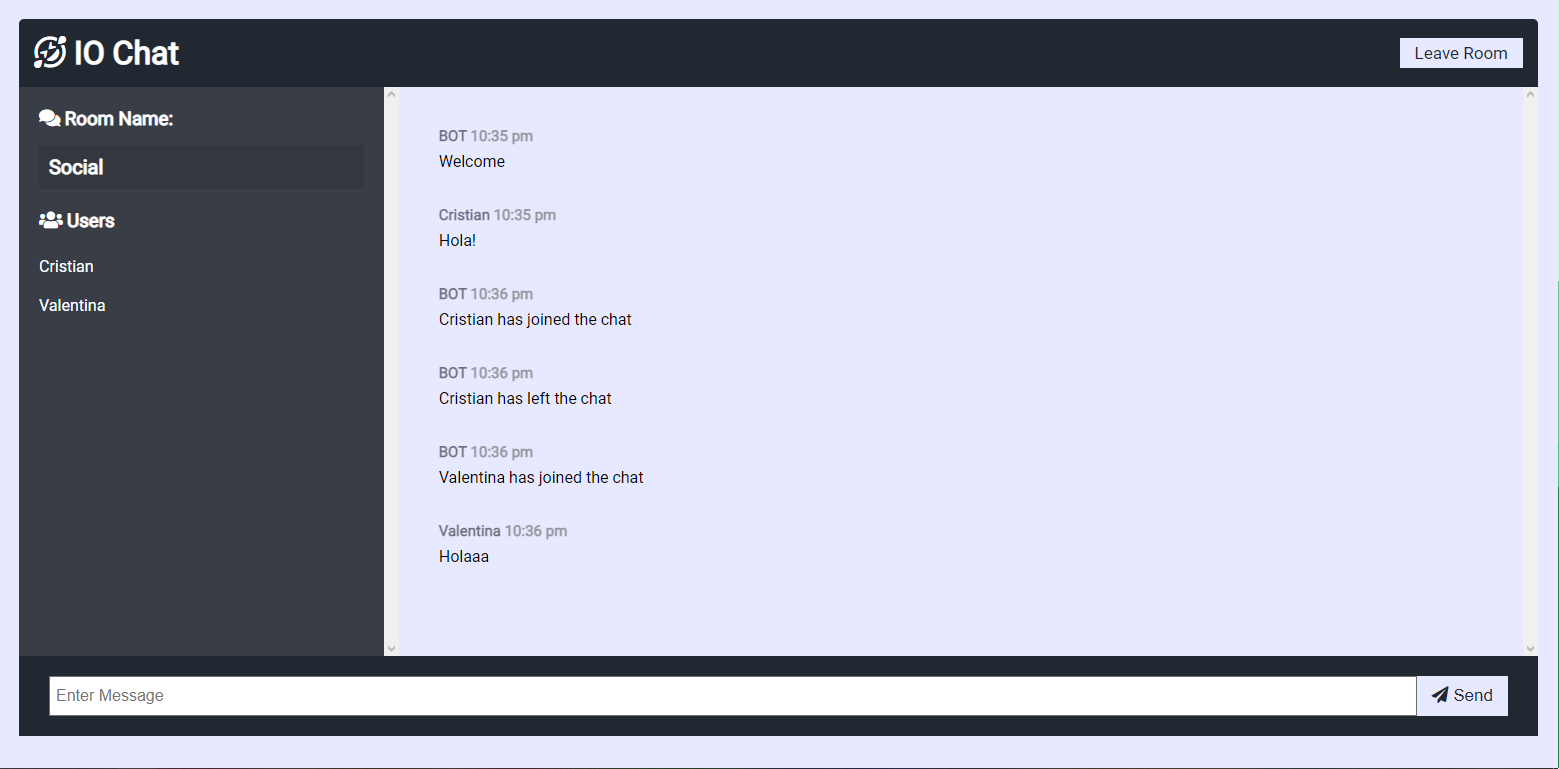 IO Chat
Leave Room
Room Name:
Social
Users
Cristian
Valentina
BOT 10:35 pm
Welcome
Cristian 10:35 pm
Hola!
BOT 10:36 pm
Cristian has joined the chat
BOT 10:36 pm
Cristian has left the chat
BOT 10:36 pm
Valentina has joined the chat
Valentina 10:36 pm
Holaaa
Enter Message
Send